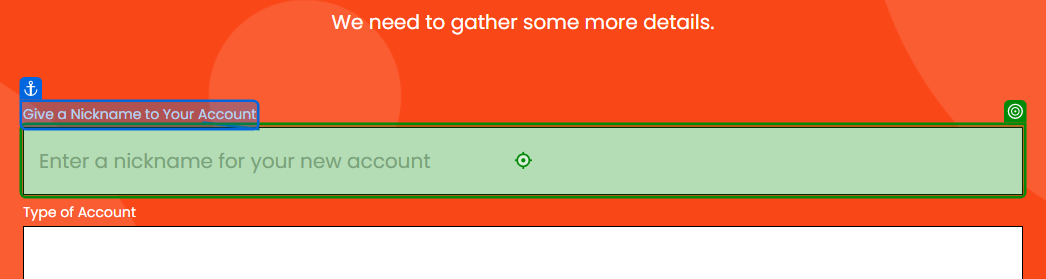 We need to gather some more details.
Give a Nickname to Your Account
Enter a nickname for your new account
Type of Account